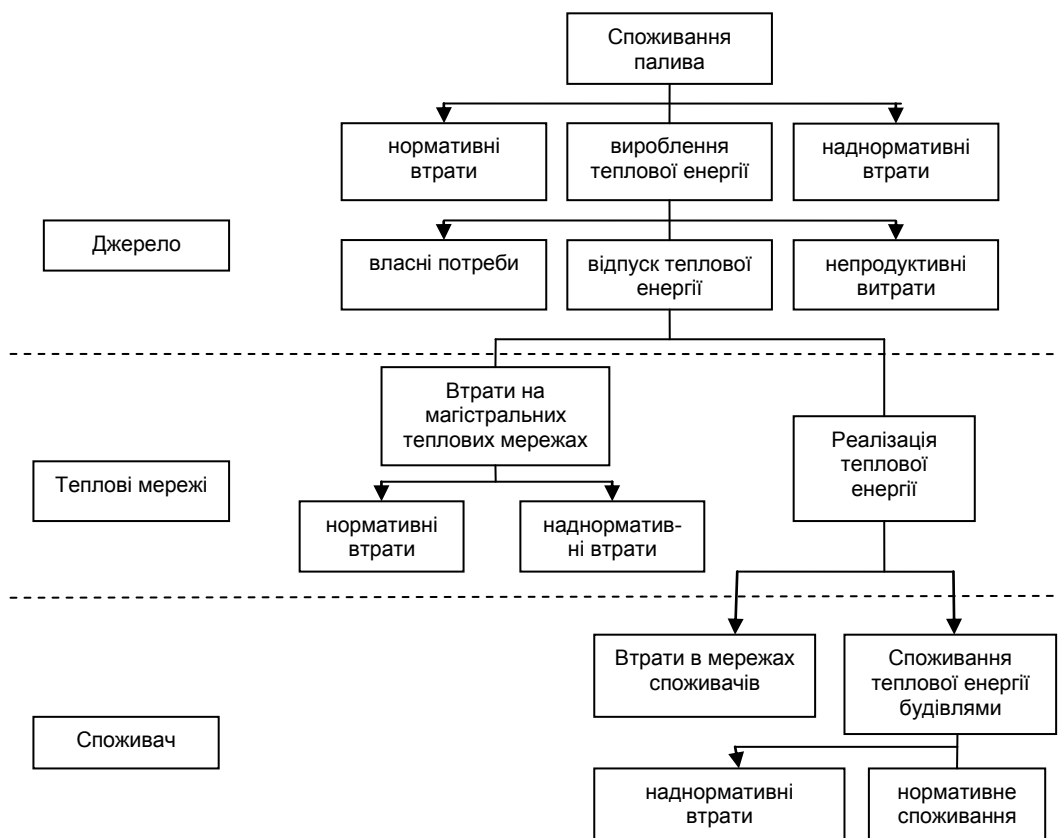 Споживання
палива
нормативні
втрати
вироблення
теплової енергії
наднормативні
втрати
Джерело
власні потреби
відпуск теплової
енергії
непродуктивні
витрати
Втрати на
магістральних
теплових мережах
Реалізація
теплової
енергії
Теплові мережі
нормативні
втрати
наднорматив-
ні втрати
Втрати в мережах
споживачів
Споживання
теплової енергії
будівлями
Споживач
наднормативні
втрати
нормативне
споживання